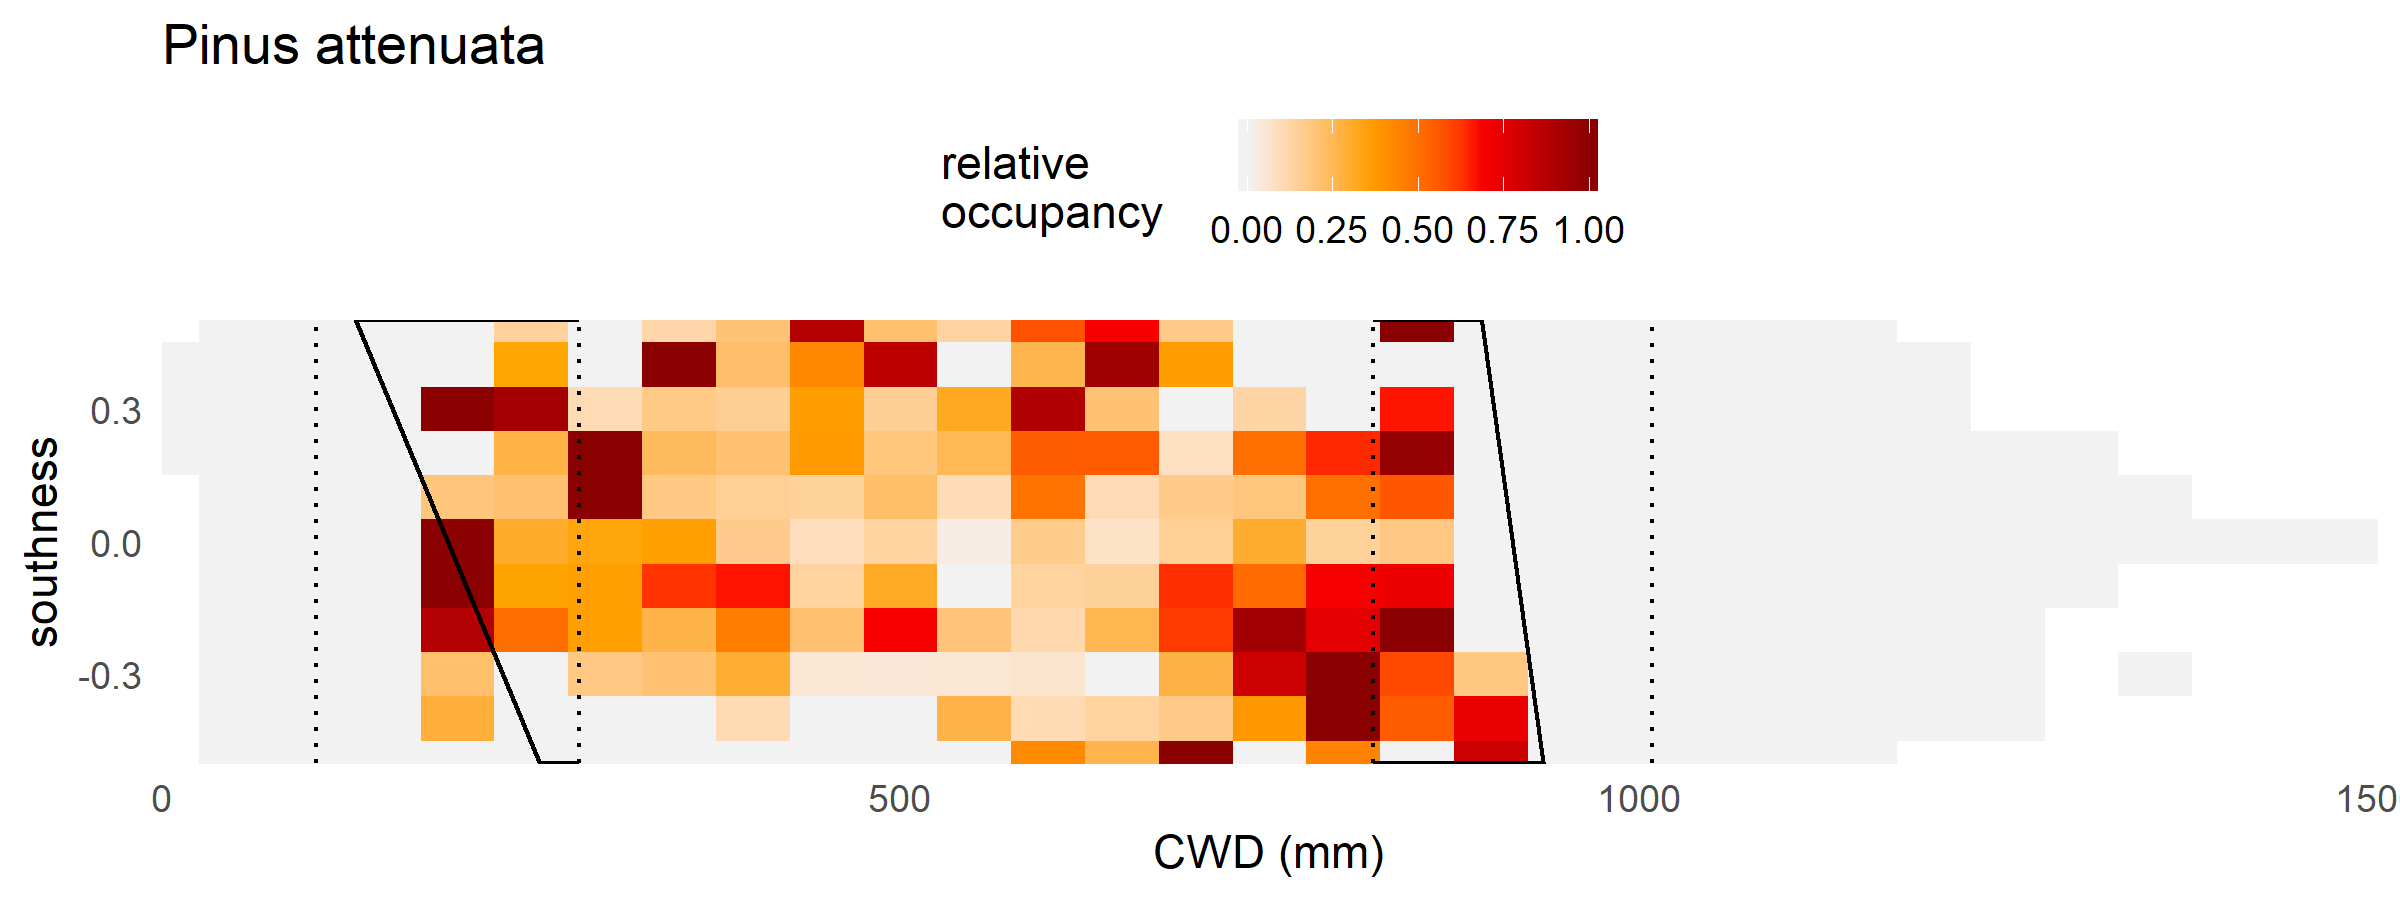 Pinus attenuata
relative
occupancy
0.00 0.25 0.50 0.75 1.00
southness
0.3
0.0
-0.3
0 500 1000 150
CWD (mm)